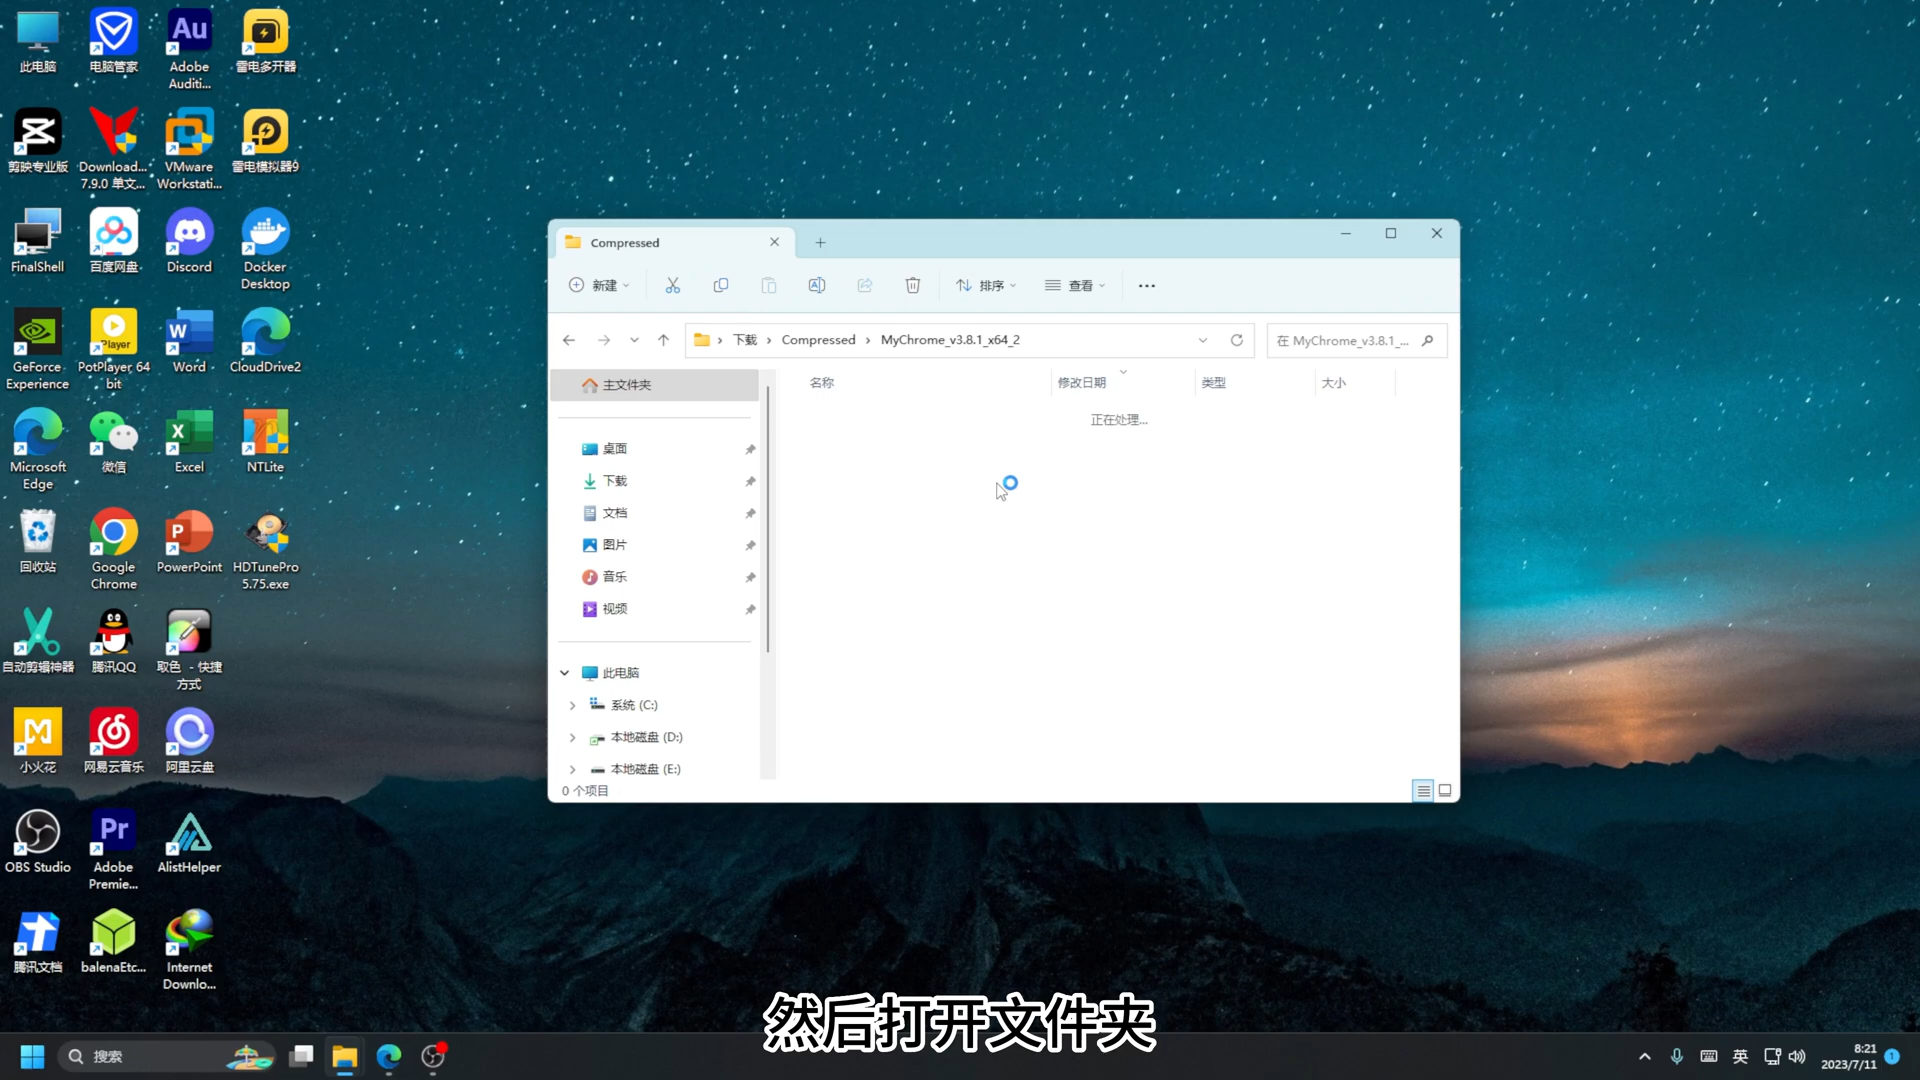 此电脑
电脑管家
Au
Adobe
Auditi...
雷电多开器
剪映专业版
Download...
7.9.0 单文...
VMware
Workstati...
雷电模拟器9
FinalShell
百度网盘
Discord
Docker
Desktop
GeForce
Experience
Player
PotPlayer 64
bit
W
Word
CloudDrive2
Microsoft
Edge
微信
X
Excel
NTLite
回收站
Google
Chrome
P
PowerPoint
HDTunePro
5.75.exe
自动剪辑神器
腾讯QQ
取色 - 快捷
方式
小火花
网易云音乐
阿里云盘
OBS Studio
Pr
Adobe
Premie...
AlistHelper
腾讯文档
balenaEtc...
Internet
Downlo...
Compressed
新建
排序
查看
下载 › Compressed › MyChrome_v3.8.1_x64_2
在 MyChrome_v3.8.1_...
主文件夹
桌面
下载
文档
图片
音乐
视频
此电脑
系统 (C:)
本地磁盘 (D:)
本地磁盘 (E:)
名称 修改日期 类型 大小
正在处理...
0 个项目
然后打开文件夹
搜索
英
8:21
2023/7/11
1